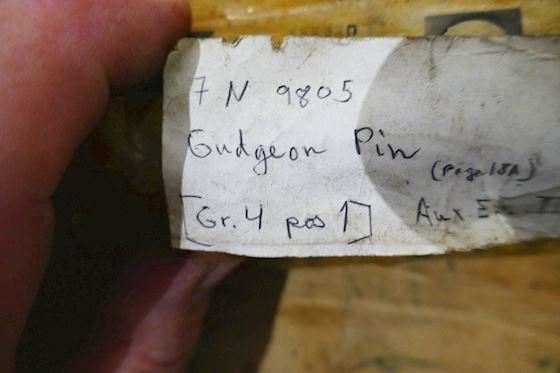 7 N 9805
Gudgeon Pin
(page 18A)
[Gr. 4 pos 1]
Aux.